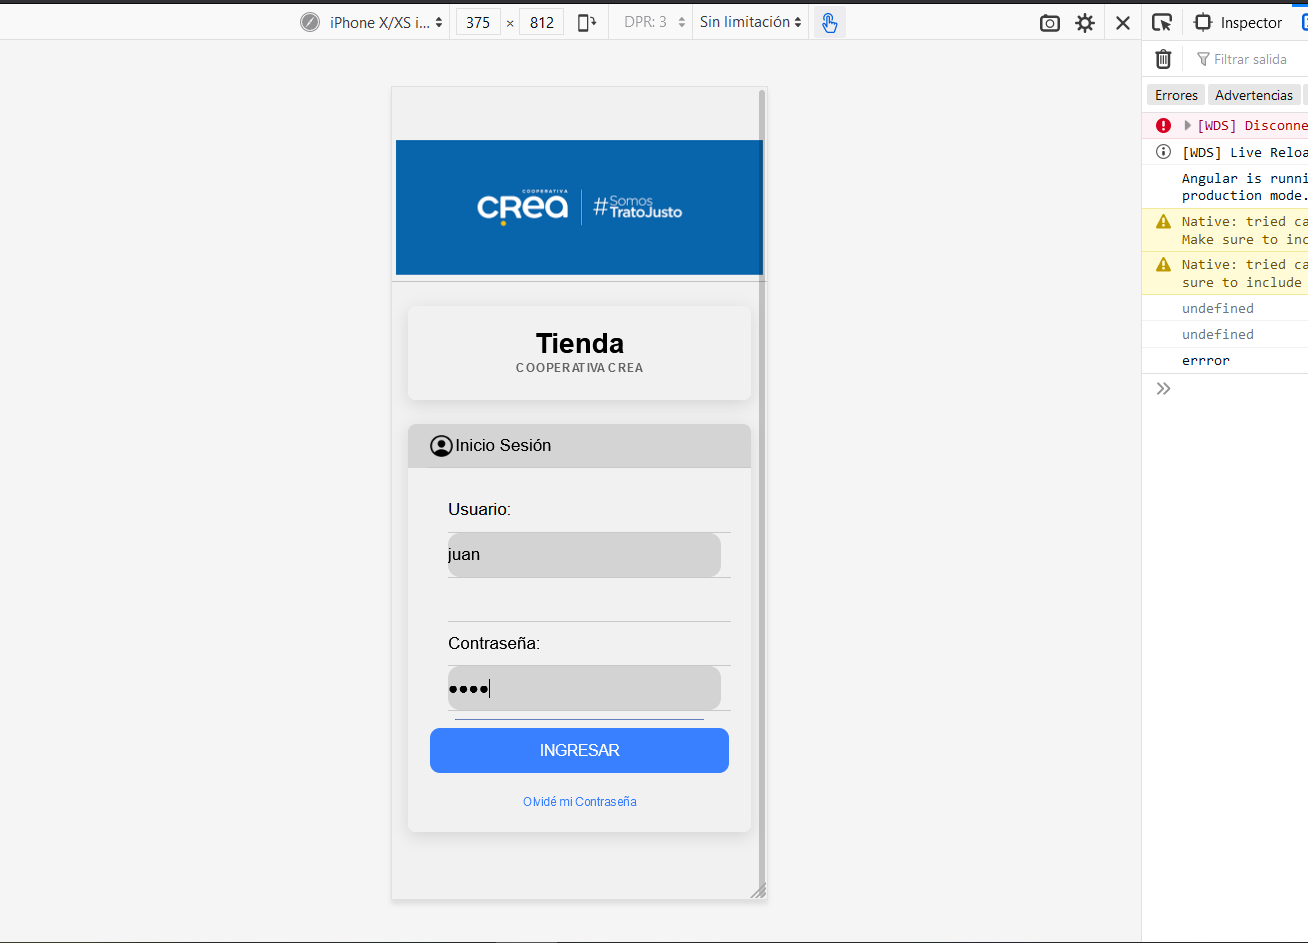 iPhone X/XS i... 375 × 812 DPR: 3 Sin limitación
Inspector
Filtrar salida
Errores Advertencias
[WDS] Disconne
[WDS] Live Reloa
Angular is runni
production mode.
Native: tried ca
Make sure to inc
Native: tried ca
sure to include
undefined
undefined
errror
COOPERATIVA
crea
#Somos
TratoJusto
Tienda
COOPERATIVA CREA
Inicio Sesión
Usuario:
juan
Contraseña:
••••
INGRESAR
Olvidé mi Contraseña